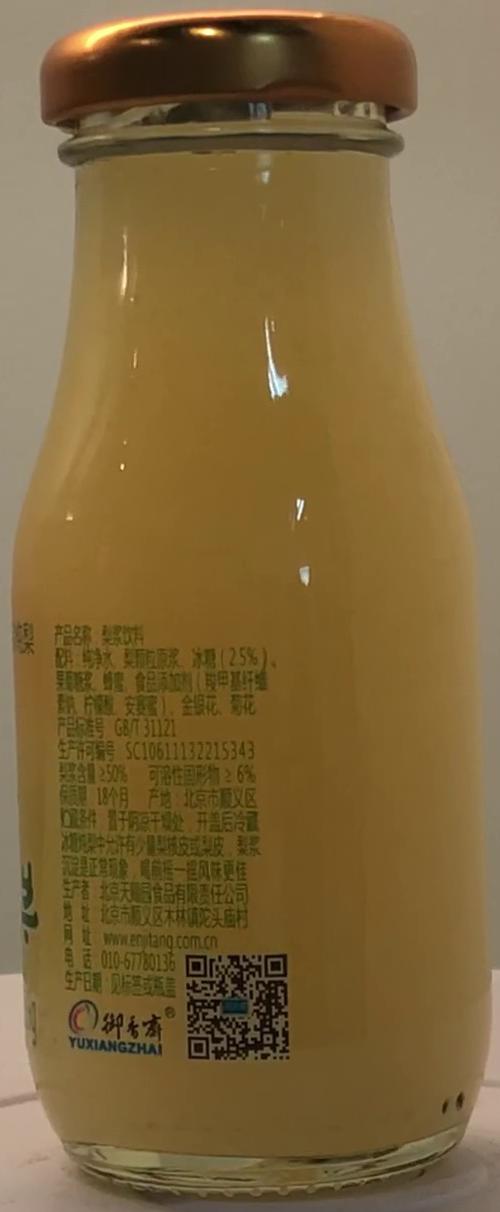 产品名称 梨浆饮料
配料:纯净水、梨颗粒原浆、冰糖(2.5%)、
果葡糖浆、蜂蜜、食品添加剂(羧甲基纤维
素钠、柠檬酸、安赛蜜)、金银花、菊花
产品标准号 GB/T 31121
生产许可编号 SC10611132215343
梨浆含量≥50% 可溶性固形物≥6%
保质期:18个月 产地:北京市顺义区
贮藏条件:置于阴凉干燥处,开盖后冷藏
冰糖炖梨中允许有少量梨核皮或梨皮,梨浆
沉淀是正常现象,喝前摇一摇风味更佳
生产者:北京天赐园食品有限责任公司
地 址:北京市顺义区木林镇陀头庙村
网 址:www.enjitang.com.cn
电 话 010-67780136
生产日期:见标签或瓶盖
御香斋®
YUXIANGZHAI